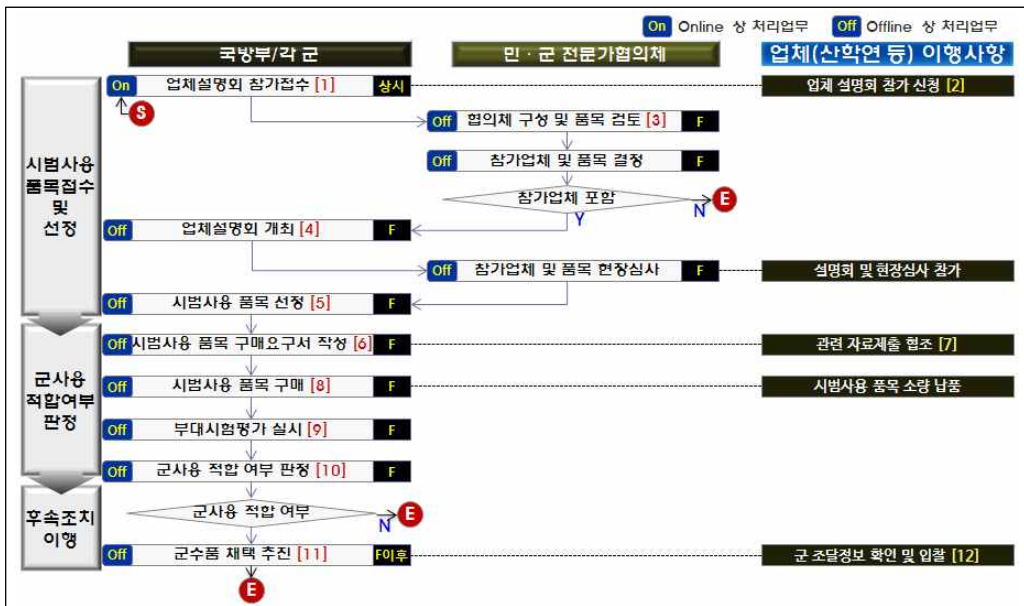 On Online 상 처리업무 Off Offline 상 처리업무
국방부/각 군 민·군 전문가협의체 업체(산학연 등) 이행사항
시범사용
품목접수
및
선정
On 업체설명회 참가접수 [1] 상시 업체 설명회 참가 신청 [2]
S
Off 협의체 구성 및 품목 검토 [3] F
Off 참가업체 및 품목 결정 F
참가업체 포함 N E
Y
Off 업체설명회 개최 [4] F
Off 참가업체 및 품목 현장심사 F 설명회 및 현장심사 참가
Off 시범사용 품목 선정 [5] F
군사용
적합여부
판정
Off 시범사용 품목 구매요구서 작성 [6] F 관련 자료제출 협조 [7]
Off 시범사용 품목 구매 [8] F 시범사용 품목 소량 납품
Off 부대시험평가 실시 [9] F
Off 군사용 적합 여부 판정 [10] F
후속조치
이행
군사용 적합 여부 N E
Off 군수품 채택 추진 [11] F이후 군 조달정보 확인 및 입찰 [12]
E